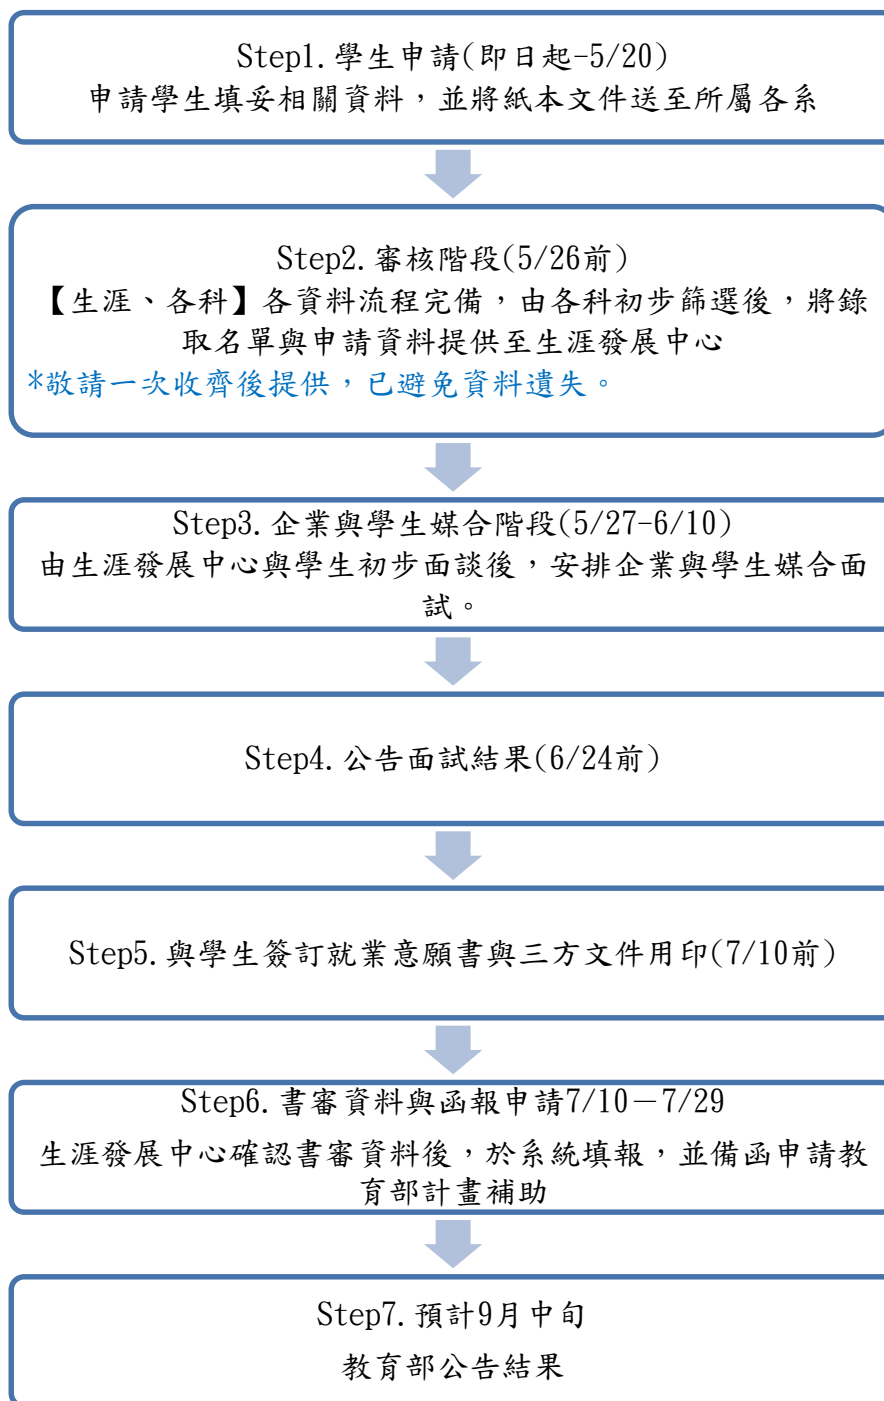 Step1.學生申請(即日起-5/20)
申請學生填妥相關資料，並將紙本文件送至所屬各系
Step2.審核階段(5/26前)
【生涯、各科】各資料流程完備，由各科初步篩選後，將錄
取名單與申請資料提供至生涯發展中心
*敬請一次收齊後提供，已避免資料遺失。
Step3.企業與學生媒合階段(5/27-6/10)
由生涯發展中心與學生初步面談後，安排企業與學生媒合面
試。
Step4.公告面試結果(6/24前)
Step5.與學生簽訂就業意願書與三方文件用印(7/10前)
Step6.書審資料與函報申請7/10－7/29
生涯發展中心確認書審資料後，於系統填報，並備函申請教
育部計畫補助
Step7.預計9月中旬
教育部公告結果